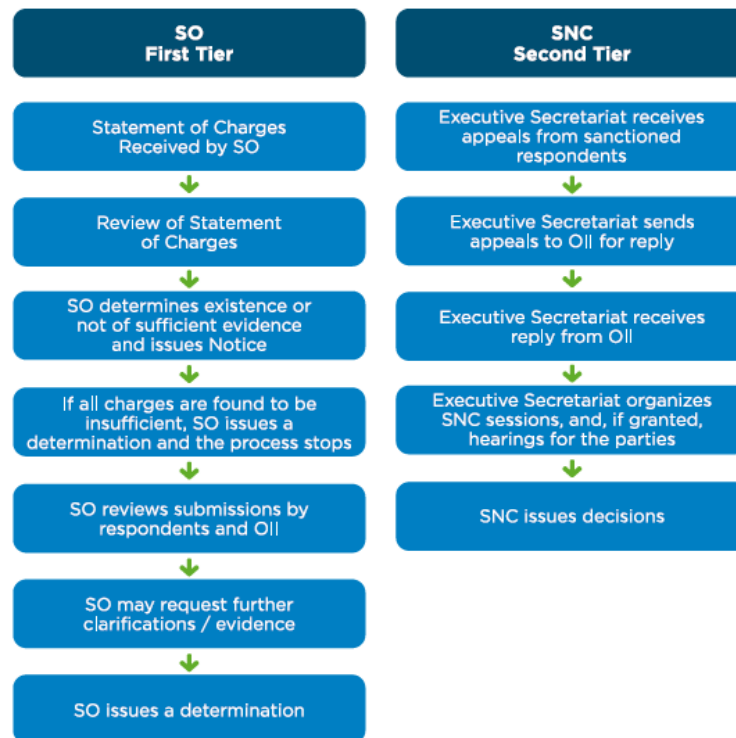 SO
First Tier
Statement of Charges
Received by SO
Review of Statement
of Charges
SO determines existence or
not of sufficient evidence
and issues Notice
If all charges are found to be
insufficient, SO issues a
determination and the process stops
SO reviews submissions by
respondents and OII
SO may request further
clarifications / evidence
SO issues a determination
SNC
Second Tier
Executive Secretariat receives
appeals from sanctioned
respondents
Executive Secretariat sends
appeals to OII for reply
Executive Secretariat receives
reply from OII
Executive Secretariat organizes
SNC sessions, and, if granted,
hearings for the parties
SNC issues decisions